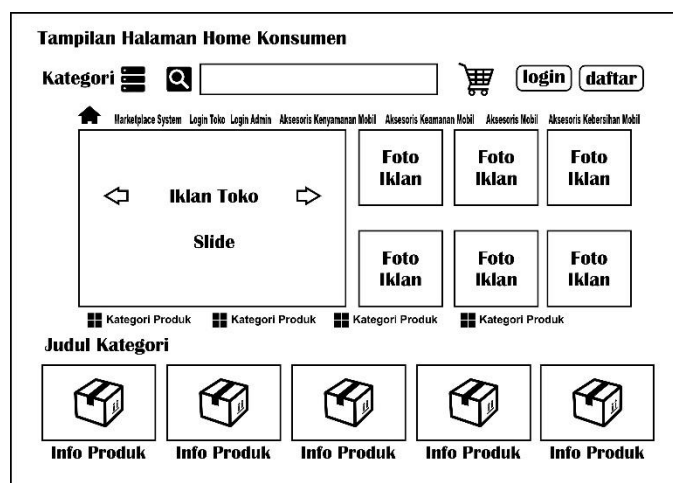 Tampilan Halaman Home Konsumen
Kategori login daftar
Marketplace System Login Toko Login Admin Aksesoris Kenyamanan Mobil Aksesoris Keamanan Mobil Aksesoris Mobil Aksesoris Kebersihan Mobil
Iklan Toko
Slide
Foto Iklan Foto Iklan Foto Iklan
Foto Iklan Foto Iklan Foto Iklan
Kategori Produk Kategori Produk Kategori Produk Kategori Produk
Judul Kategori
Info Produk Info Produk Info Produk Info Produk Info Produk